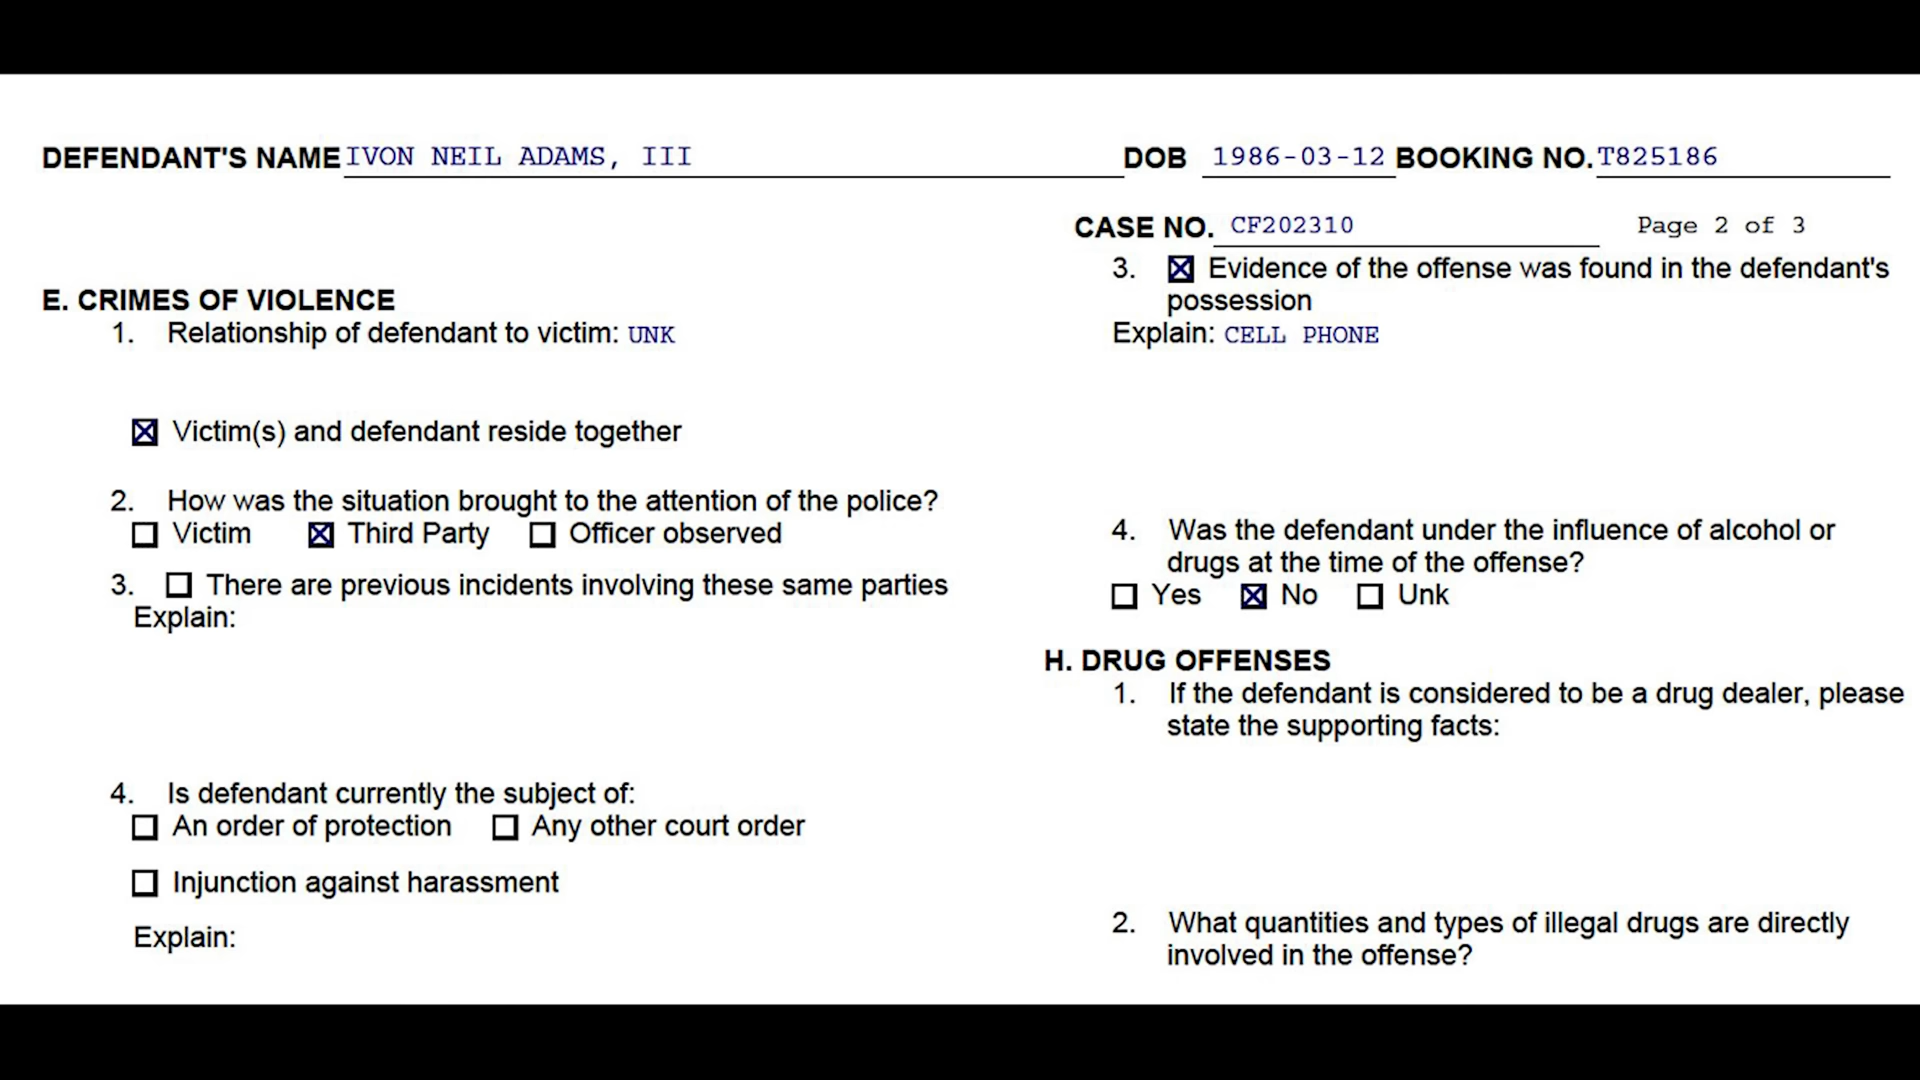 DEFENDANT'S NAME IVON NEIL ADAMS, III DOB 1986-03-12 BOOKING NO. T825186
CASE NO. CF202310 Page 2 of 3
E. CRIMES OF VIOLENCE
1. Relationship of defendant to victim: UNK
Victim(s) and defendant reside together
2. How was the situation brought to the attention of the police?
Victim Third Party Officer observed
3. There are previous incidents involving these same parties
Explain:
4. Is defendant currently the subject of:
An order of protection Any other court order
Injunction against harassment
Explain:
3. Evidence of the offense was found in the defendant's
possession
Explain: CELL PHONE
4. Was the defendant under the influence of alcohol or
drugs at the time of the offense?
Yes No Unk
H. DRUG OFFENSES
1. If the defendant is considered to be a drug dealer, please
state the supporting facts:
2. What quantities and types of illegal drugs are directly
involved in the offense?